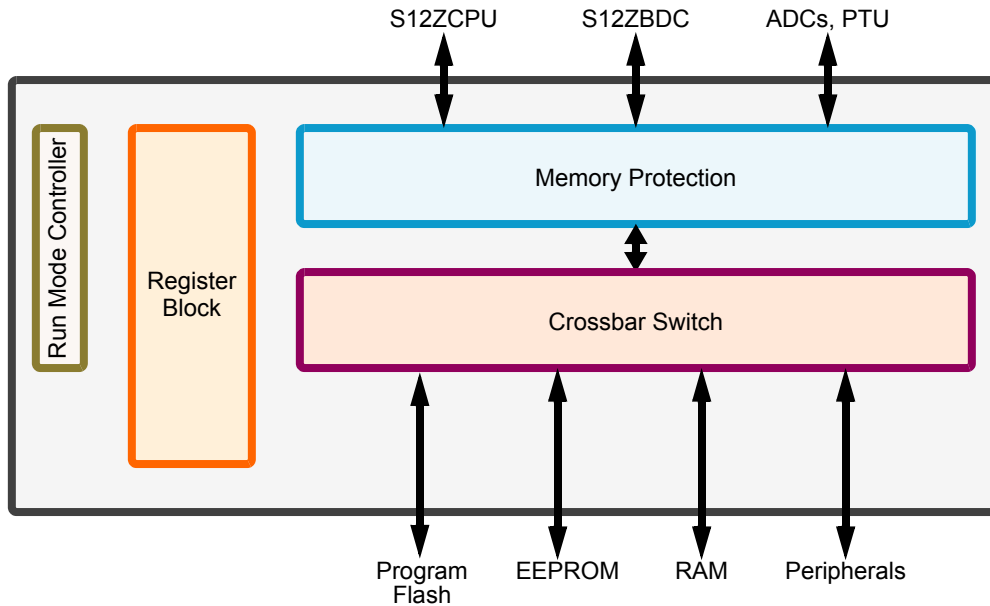 S12ZCPU
S12ZBDC
ADCs, PTU
Run Mode Controller
Register
Block
Memory Protection
Crossbar Switch
Program
Flash
EEPROM
RAM
Peripherals